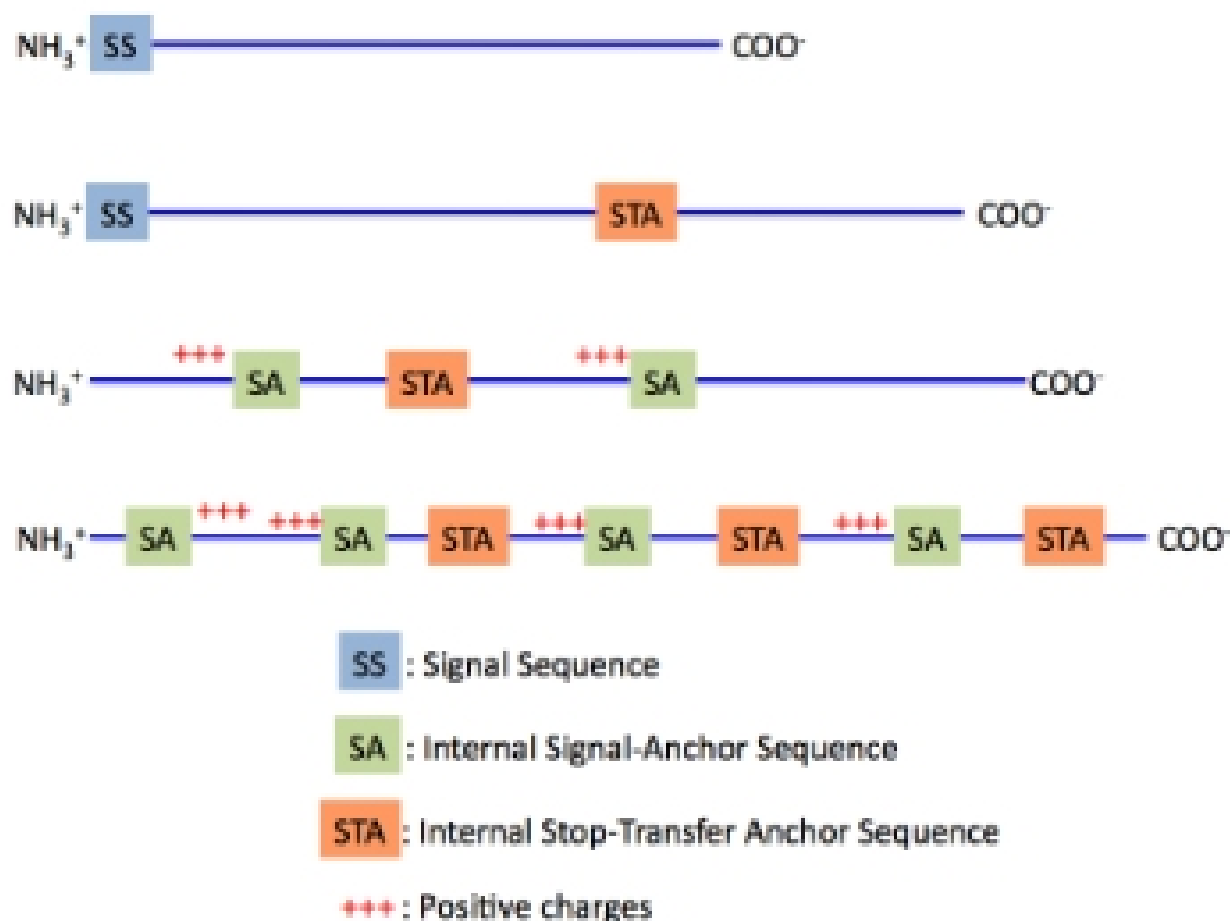 NH₃⁺ SS COO⁻
NH₃⁺ SS STA COO⁻
+++ +++
NH₃⁺ SA STA SA COO⁻
+++ +++ +++ +++
NH₃⁺ SA SA STA SA STA SA STA COO⁻
SS : Signal Sequence
SA : Internal Signal-Anchor Sequence
STA : Internal Stop-Transfer Anchor Sequence
+++ : Positive charges